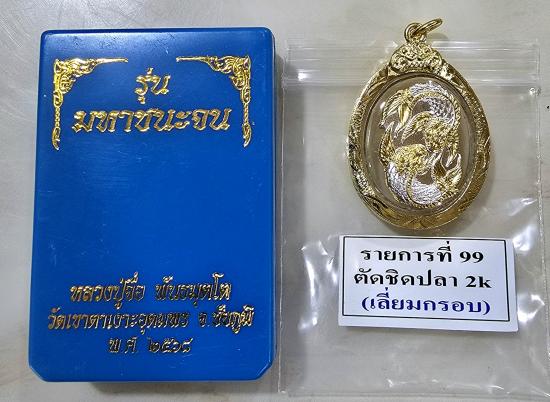 รุ่น
มหาชนะจน
หลวงปู่จื่อ พันธมุตโต
วัดเขาตาเงาะอุดมพร จ.ชัยภูมิ
พ.ศ. ๒๕๖๘
รายการที่ 99
ตัดชิดปลา 2k
(เลี่ยมกรอบ)